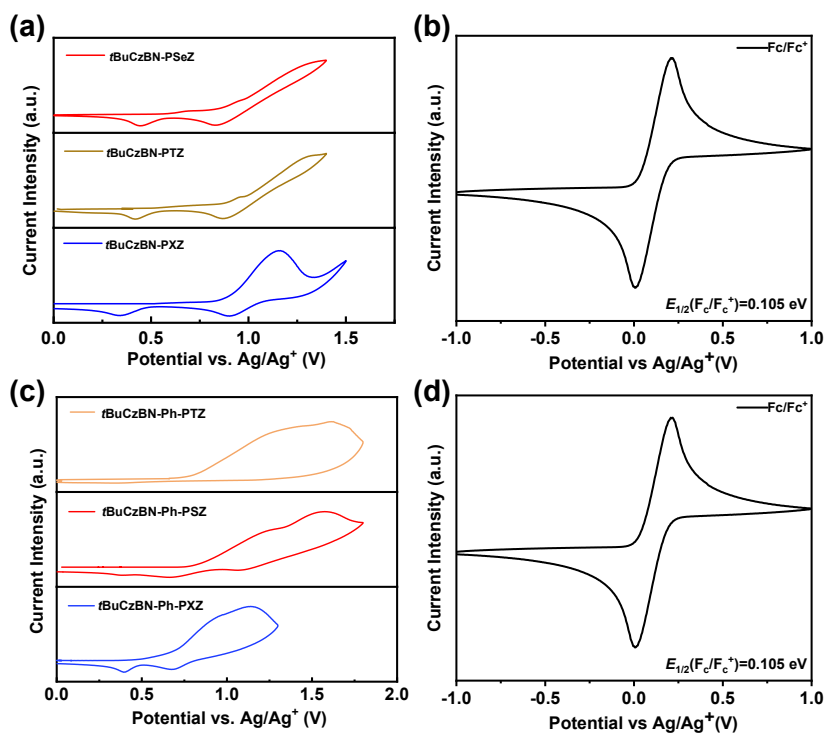 (a)
tBuCzBN-PSeZ
tBuCzBN-PTZ
tBuCzBN-PXZ
Current Intensity (a.u.)
0.0 0.5 1.0 1.5
Potential vs. Ag/Ag+ (V)
(b)
Fc/Fc+
Current Intensity (a.u.)
E1/2(Fc/Fc+)=0.105 eV
-1.0 -0.5 0.0 0.5 1.0
Potential vs Ag/Ag+(V)
(c)
tBuCzBN-Ph-PTZ
tBuCzBN-Ph-PSZ
tBuCzBN-Ph-PXZ
Current Intensity (a.u.)
0.0 0.5 1.0 1.5 2.0
Potential vs. Ag/Ag+ (V)
(d)
Fc/Fc+
Current Intensity (a.u.)
E1/2(Fc/Fc+)=0.105 eV
-1.0 -0.5 0.0 0.5 1.0
Potential vs Ag/Ag+(V)